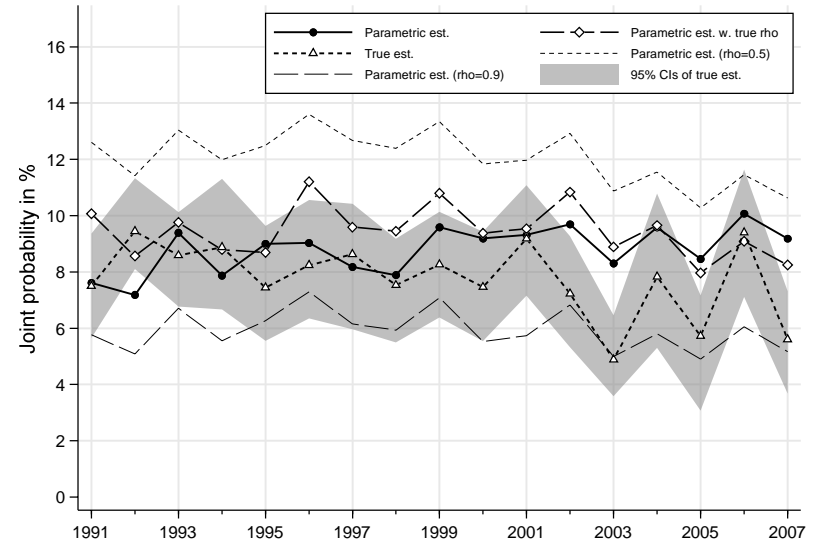 Parametric est.
Parametric est. w. true rho
True est.
Parametric est. (rho=0.5)
Parametric est. (rho=0.9)
95% CIs of true est.
Joint probability in %
16
14
12
10
8
6
4
2
0
1991 1993 1995 1997 1999 2001 2003 2005 2007